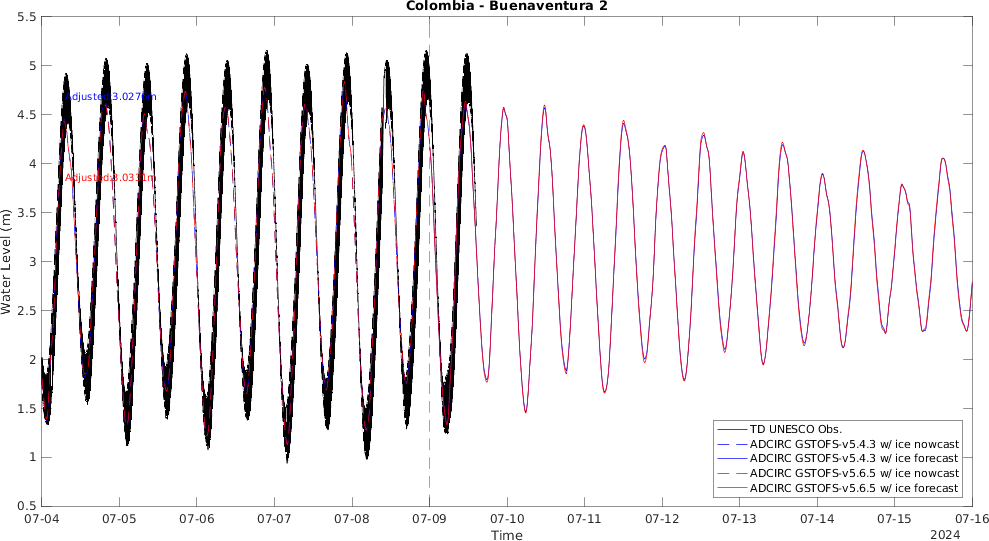 Colombia - Buenaventura 2
5.5
5
4.5
4
3.5
3
2.5
2
1.5
1
0.5
Water Level (m)
Adjusted:3.0276m
Adjusted:3.0331m
TD UNESCO Obs.
ADCIRC GSTOFS-v5.4.3 w/ ice nowcast
ADCIRC GSTOFS-v5.4.3 w/ ice forecast
ADCIRC GSTOFS-v5.6.5 w/ ice nowcast
ADCIRC GSTOFS-v5.6.5 w/ ice forecast
07-04 07-05 07-06 07-07 07-08 07-09 07-10 07-11 07-12 07-13 07-14 07-15 07-16
Time
2024